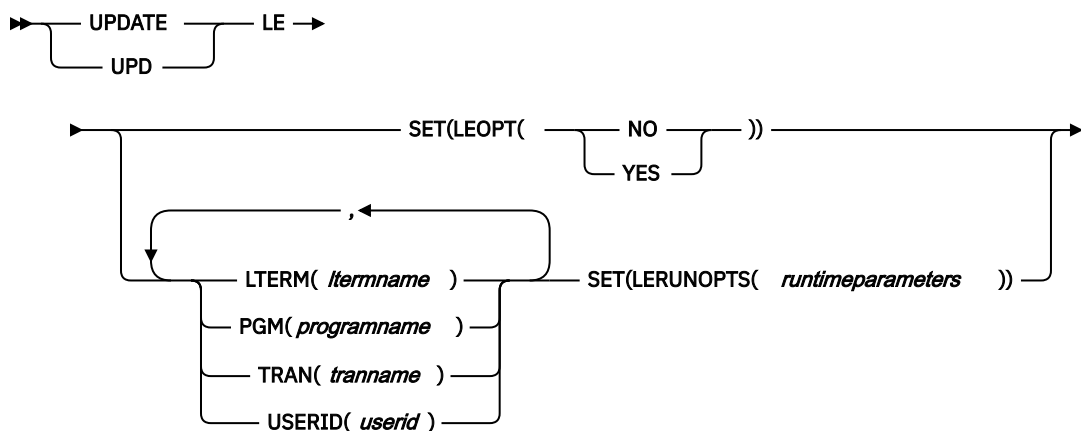 UPDATE LE
UPD
SET(LEOPT( NO ))
YES
,
LTERM( ltermname ) SET(LERUNOPTS( runtimeparameters ))
PGM( programname )
TRAN( tranname )
USERID( userid )